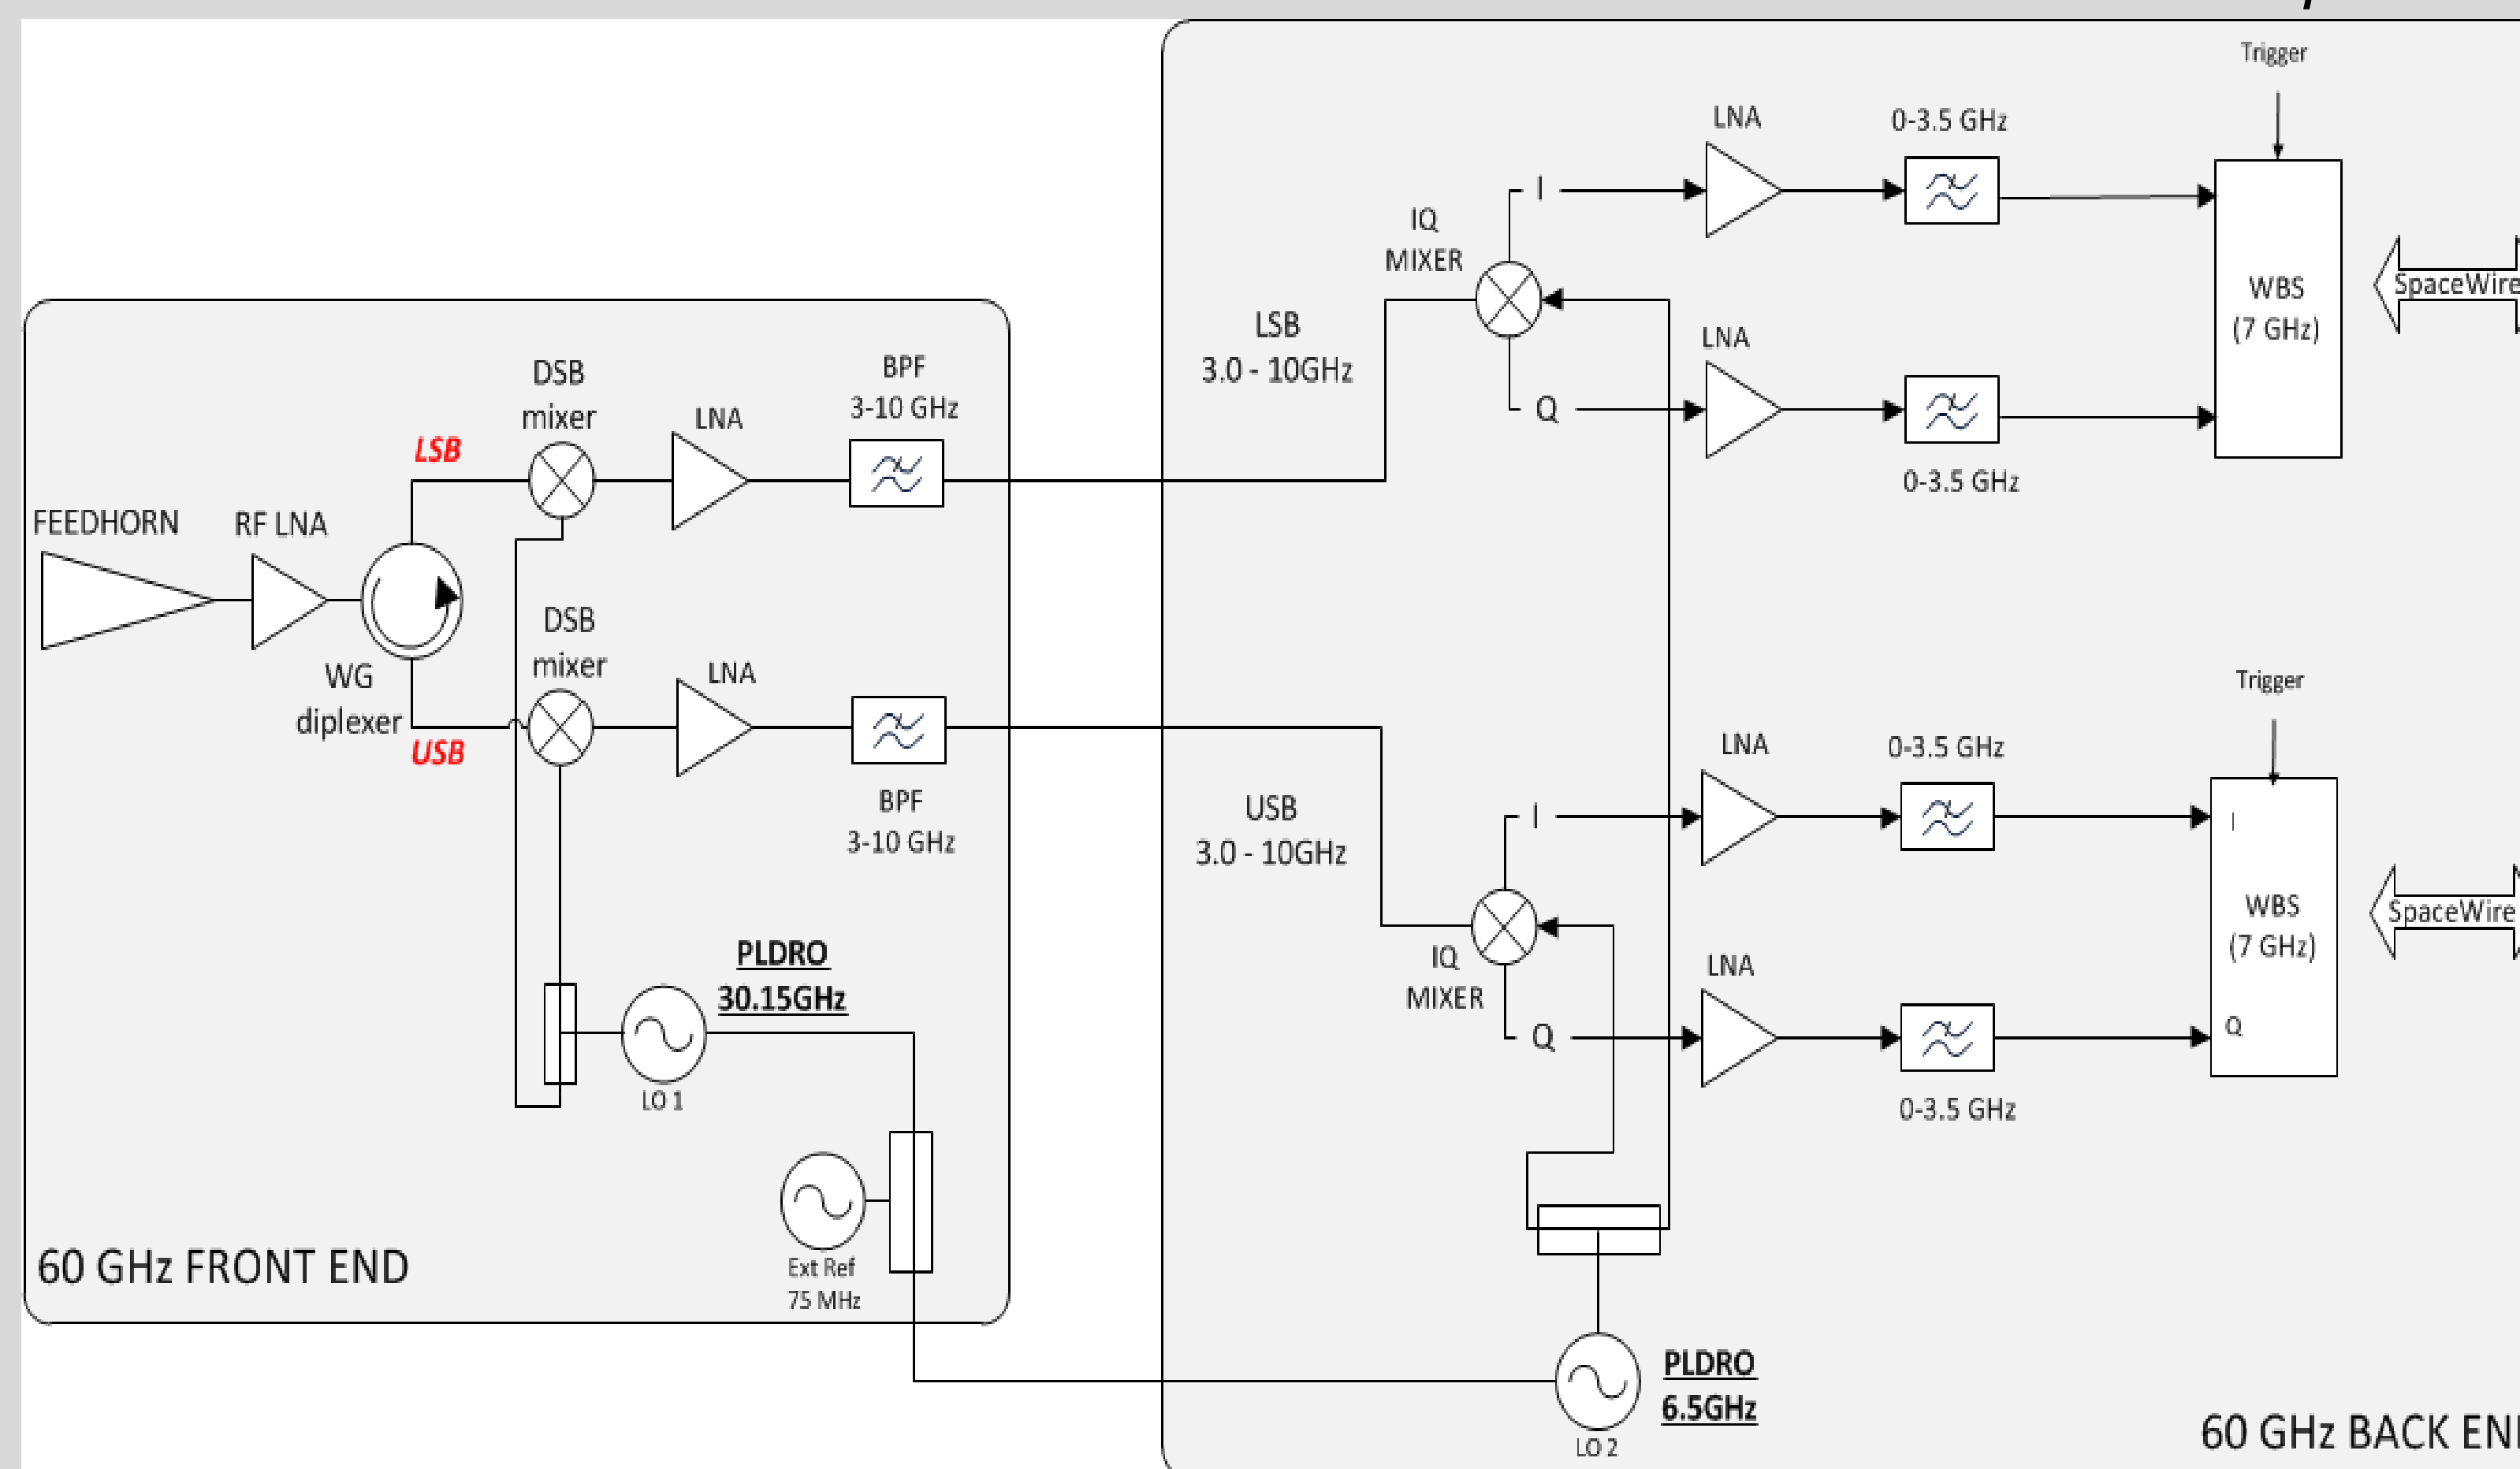 Trigger
LNA
0-3.5 GHz
I
IQ
MIXER
WBS
(7 GHz)
SpaceWire
LSB
3.0 - 10GHz
LNA
Q
0-3.5 GHz
DSB
mixer
LNA
BPF
3-10 GHz
LSB
FEEDHORN
RF LNA
WG
diplexer
USB
DSB
mixer
LNA
BPF
3-10 GHz
USB
3.0 - 10GHz
Trigger
LNA
0-3.5 GHz
I
I
IQ
MIXER
WBS
(7 GHz)
SpaceWire
LNA
Q
Q
0-3.5 GHz
PLDRO
30.15GHz
LO 1
Ext Ref
75 MHz
60 GHz FRONT END
PLDRO
6.5GHz
LO 2
60 GHz BACK